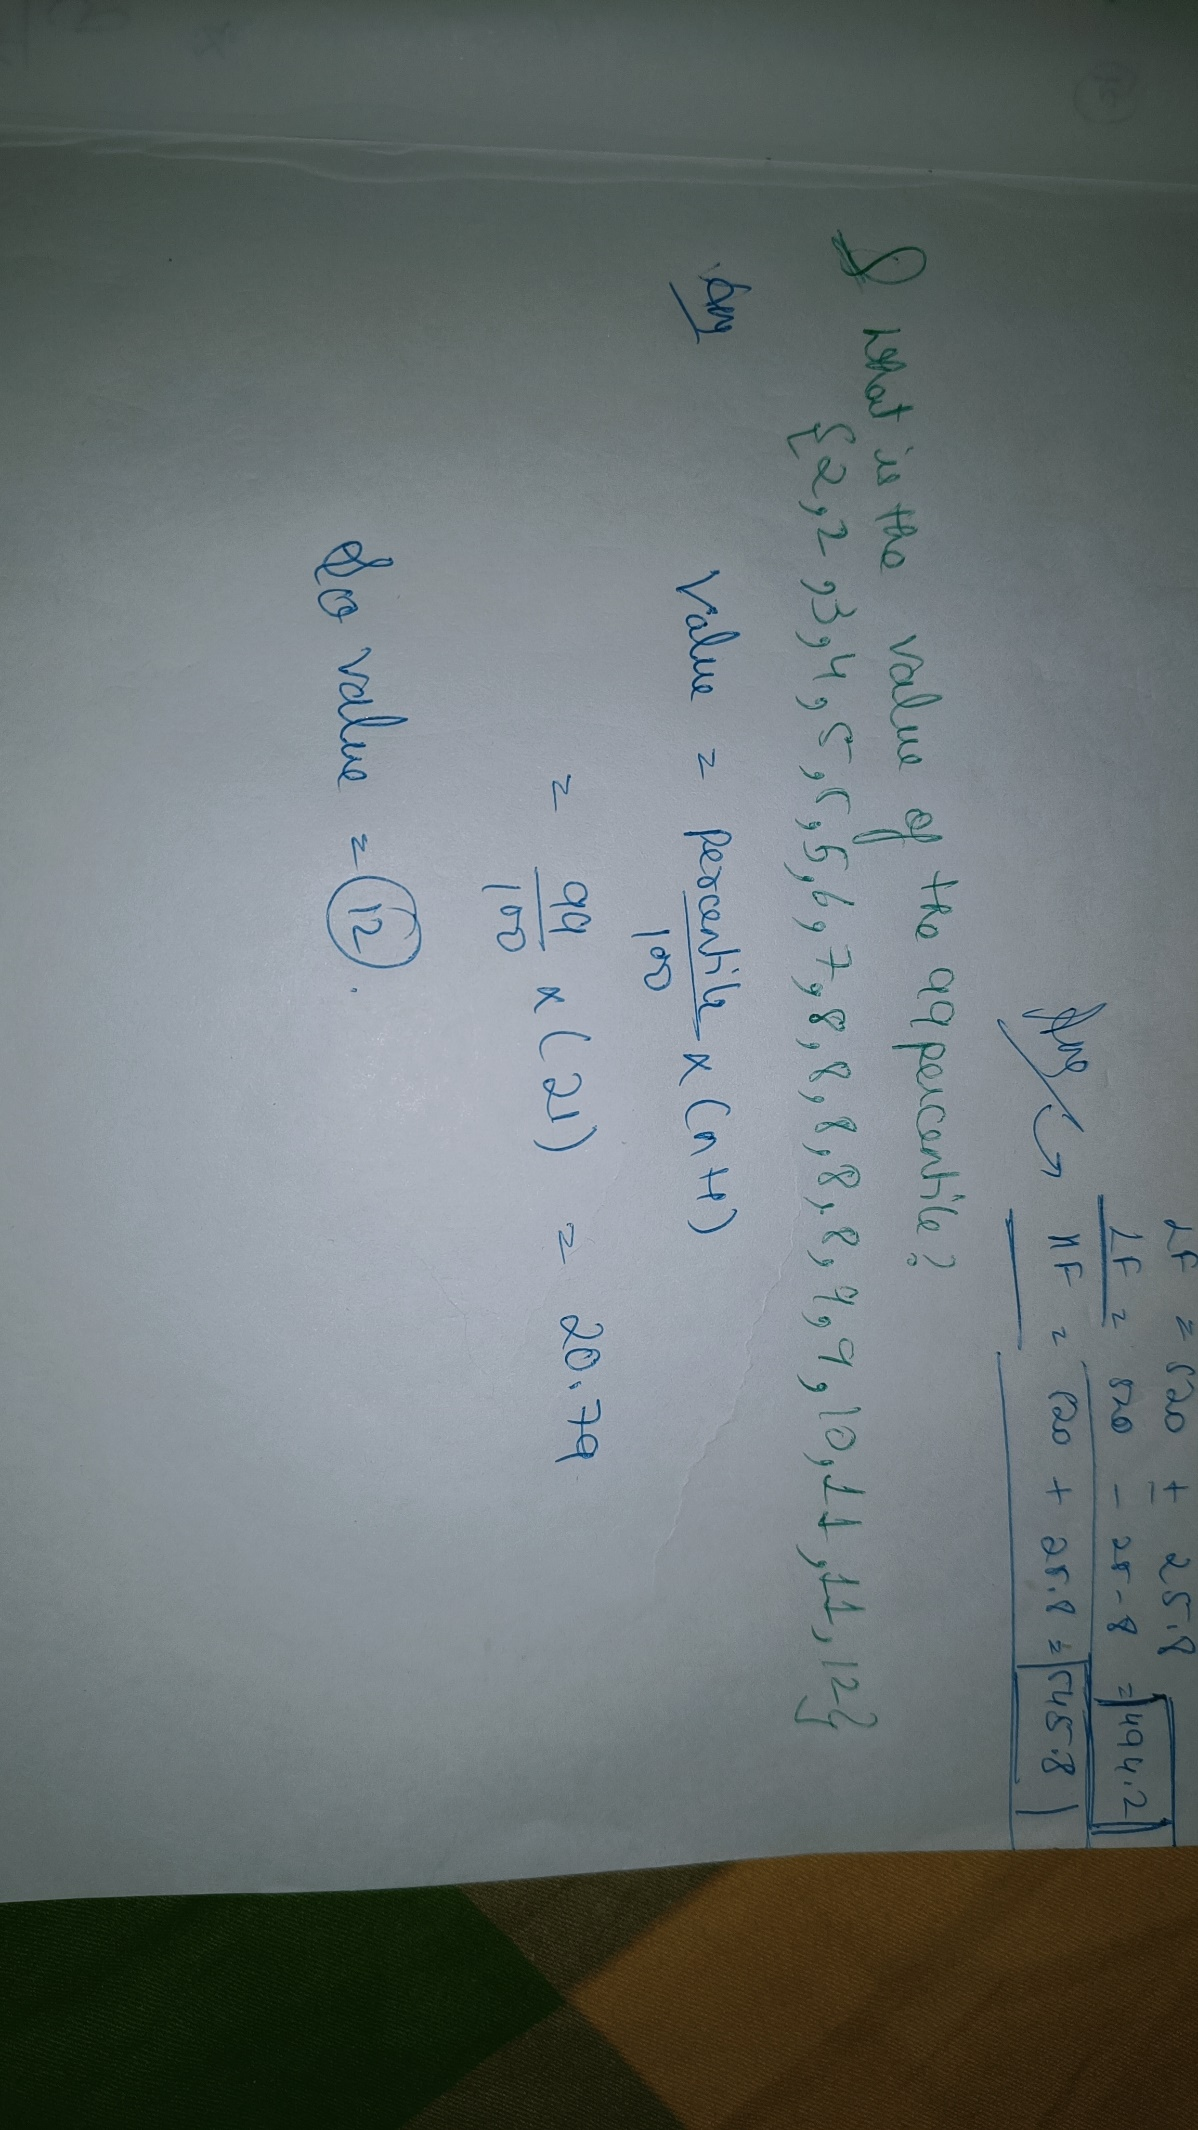 LF = 520 ± 25.8
LF = 520 - 25.8 = 494.2
Ans → HF = 520 + 25.8 = 545.8
Q What is the value of the 99 percentile?
{2,2,3,4,5,5,5,6,7,8,8,8,8,8,9,9,10,11,11,12}
Ans Value = percentile/100 x (n+1)
= 99/100 x (21) = 20.79
So value = 12.